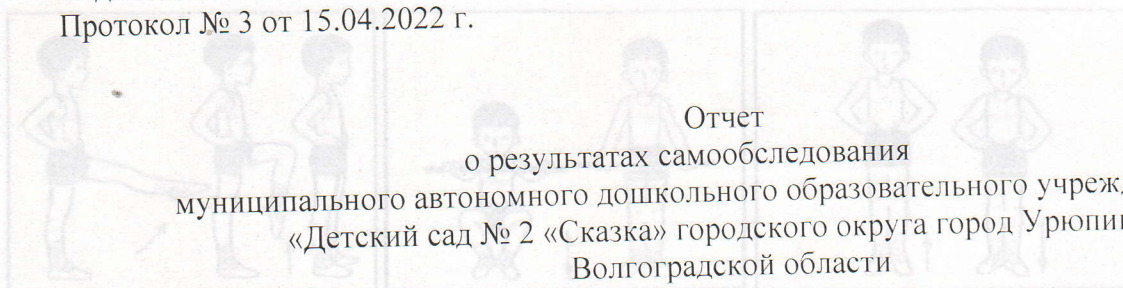 Протокол № 3 от 15.04.2022 г.
Отчет
о результатах самообследования
муниципального автономного дошкольного образовательного учреж
«Детский сад № 2 «Сказка» городского округа город Урюпи
Волгоградской области